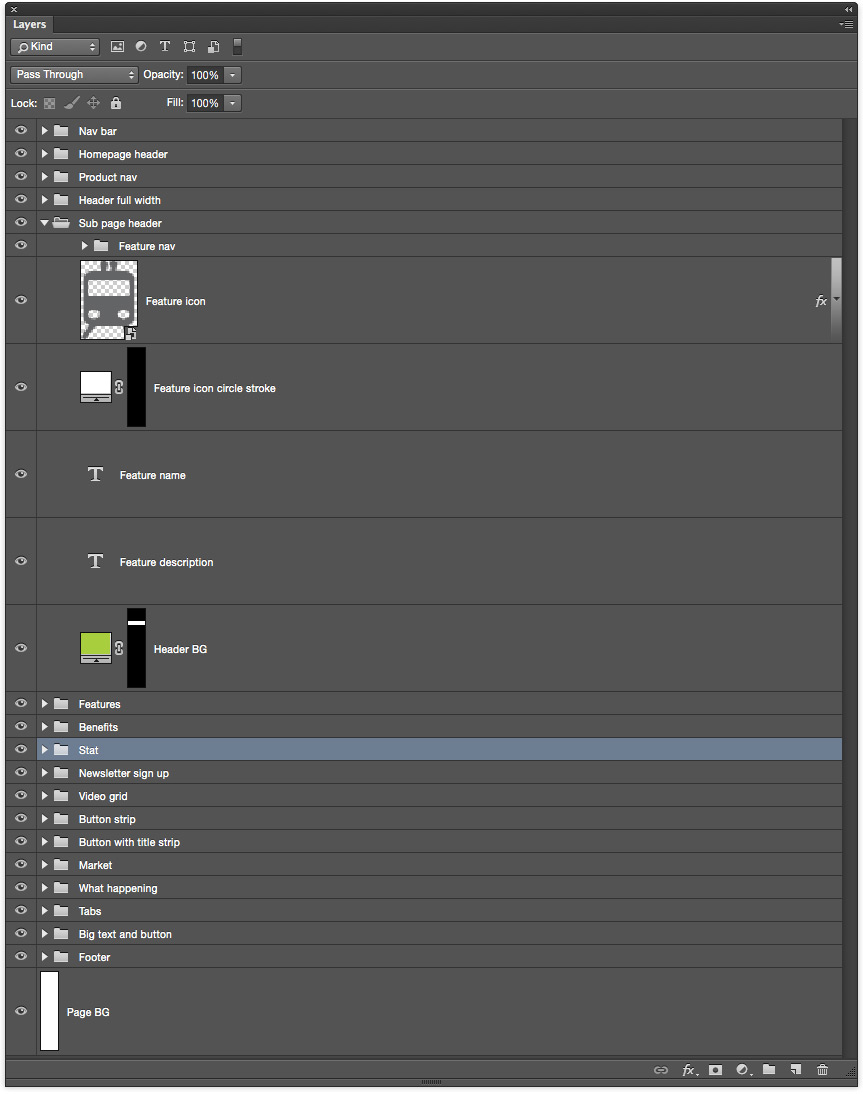 Layers
Kind
T
Pass Through Opacity: 100%
Lock: Fill: 100%
Nav bar
Homepage header
Product nav
Header full width
Sub page header
Feature nav
Feature icon fx
Feature icon circle stroke
T Feature name
T Feature description
Header BG
Features
Benefits
Stat
Newsletter sign up
Video grid
Button strip
Button with title strip
Market
What happening
Tabs
Big text and button
Footer
Page BG
fx